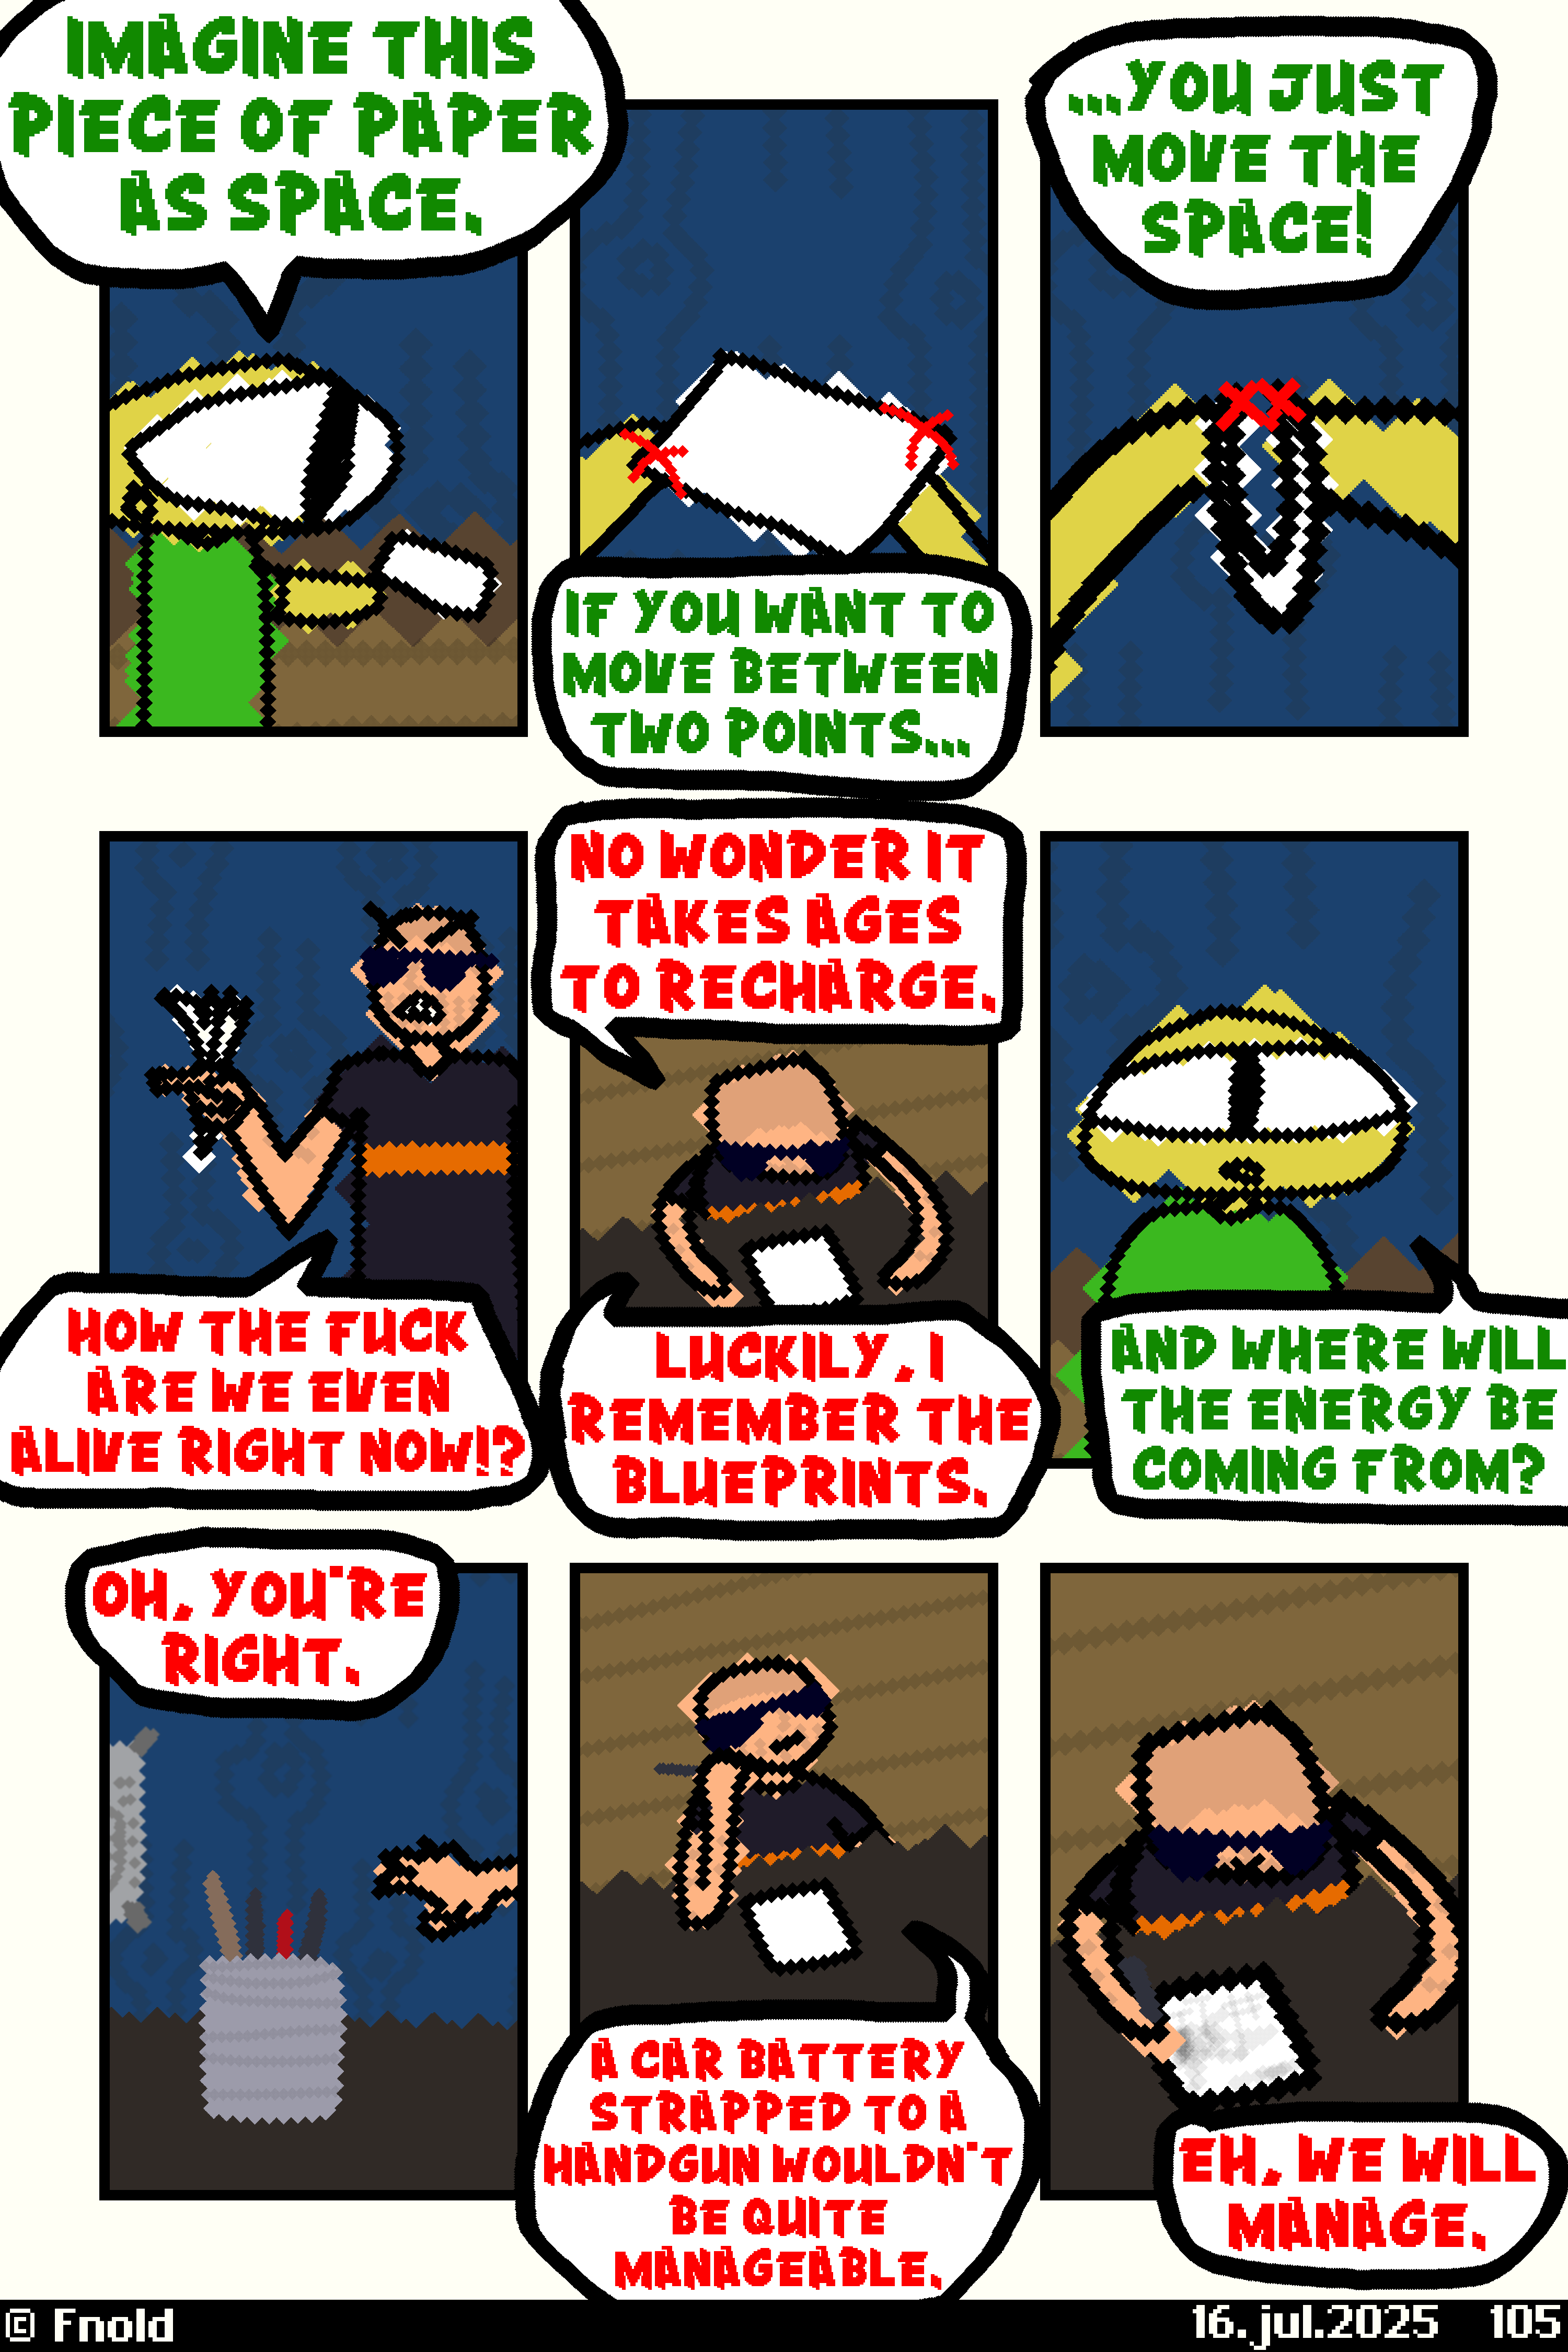 IMAGINE THIS
PIECE OF PAPER
AS SPACE.
IF YOU WANT TO
MOVE BETWEEN
TWO POINTS...
...YOU JUST
MOVE THE
SPACE!
HOW THE FUCK
ARE WE EVEN
ALIVE RIGHT NOW!?
NO WONDER IT
TAKES AGES
TO RECHARGE.
LUCKILY, I
REMEMBER THE
BLUEPRINTS.
AND WHERE WILL
THE ENERGY BE
COMING FROM?
OH, YOU'RE
RIGHT.
A CAR BATTERY
STRAPPED TO A
HANDGUN WOULDN'T
BE QUITE
MANAGEABLE.
EH, WE WILL
MANAGE.
© Fnold
16.jul.2025 105